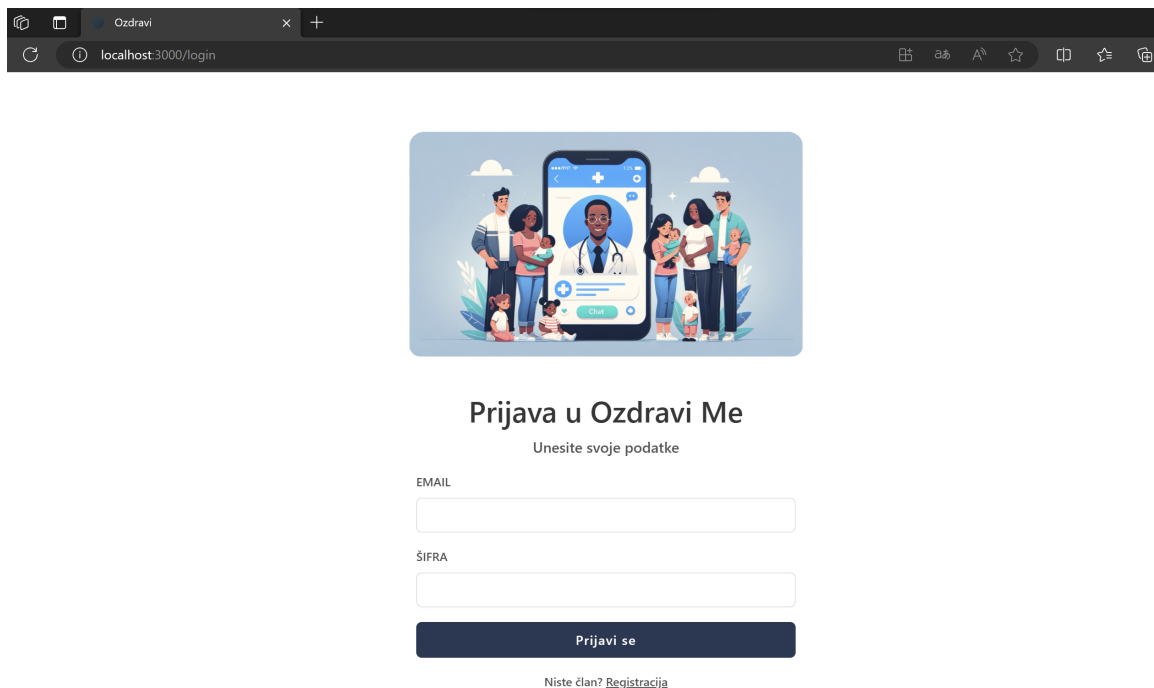 Ozdravi
localhost:3000/login
Chat
Prijava u Ozdravi Me
Unesite svoje podatke
EMAIL
ŠIFRA
Prijavi se
Niste član? Registracija